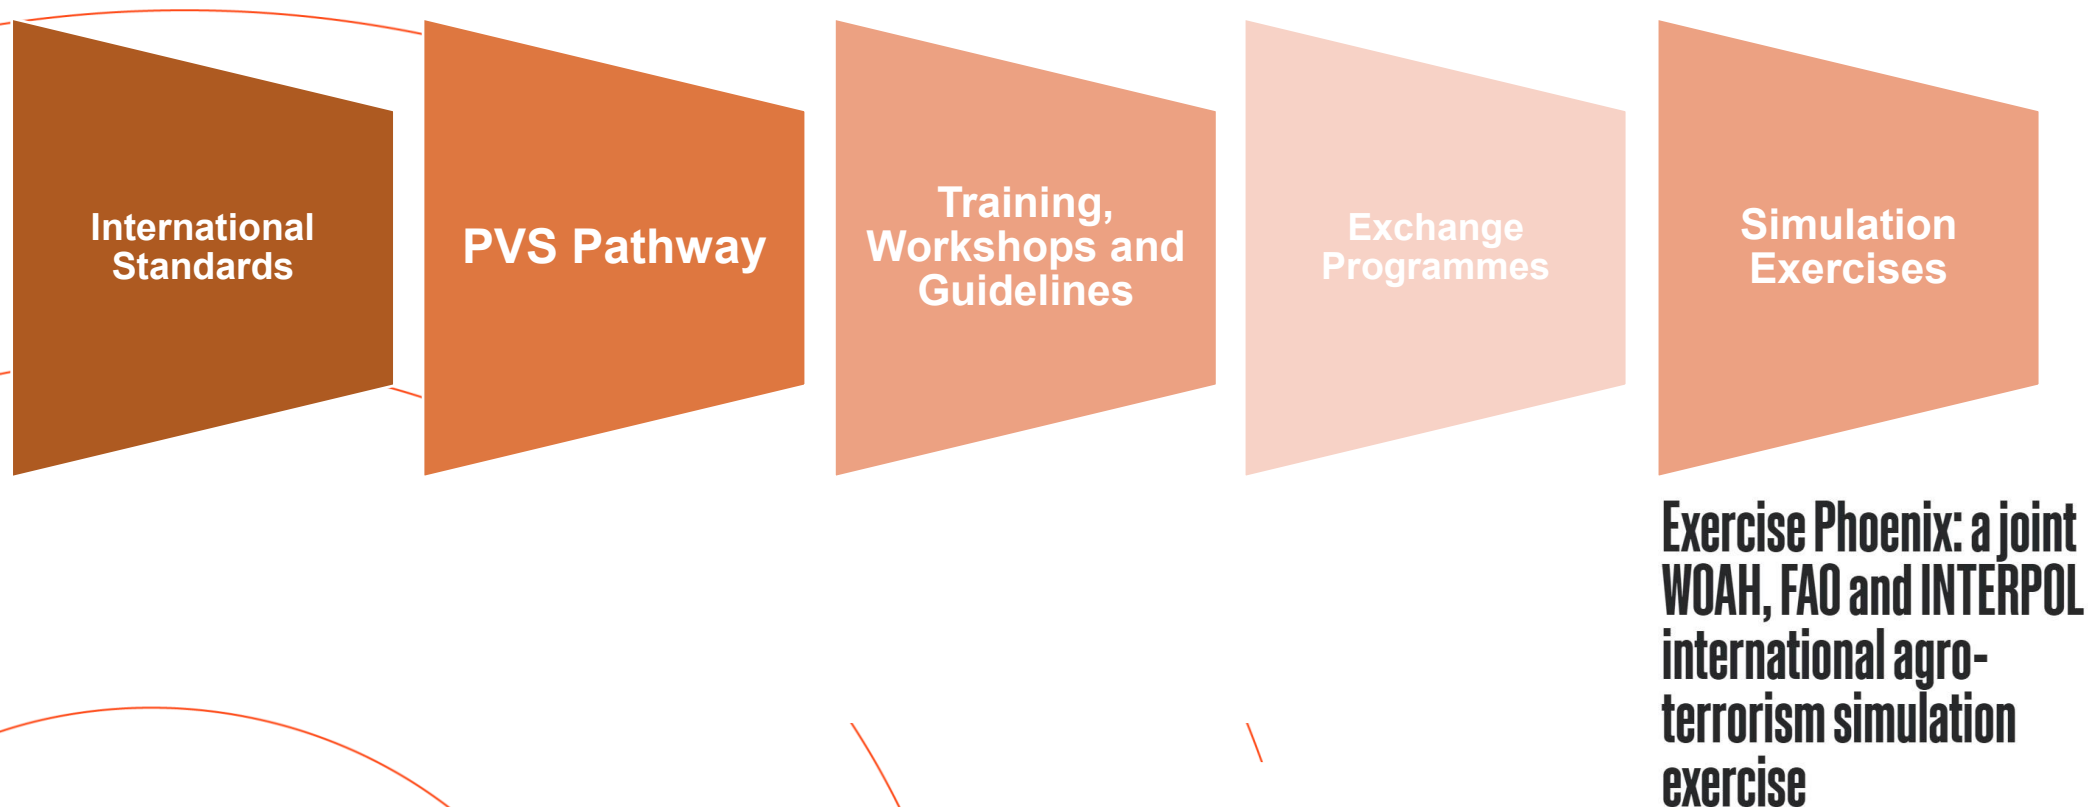 International
Standards
PVS Pathway
Training,
Workshops and
Guidelines
Exchange
Programmes
Simulation
Exercises
Exercise Phoenix: a joint
WOAH, FAO and INTERPOL
international agro-
terrorism simulation
exercise